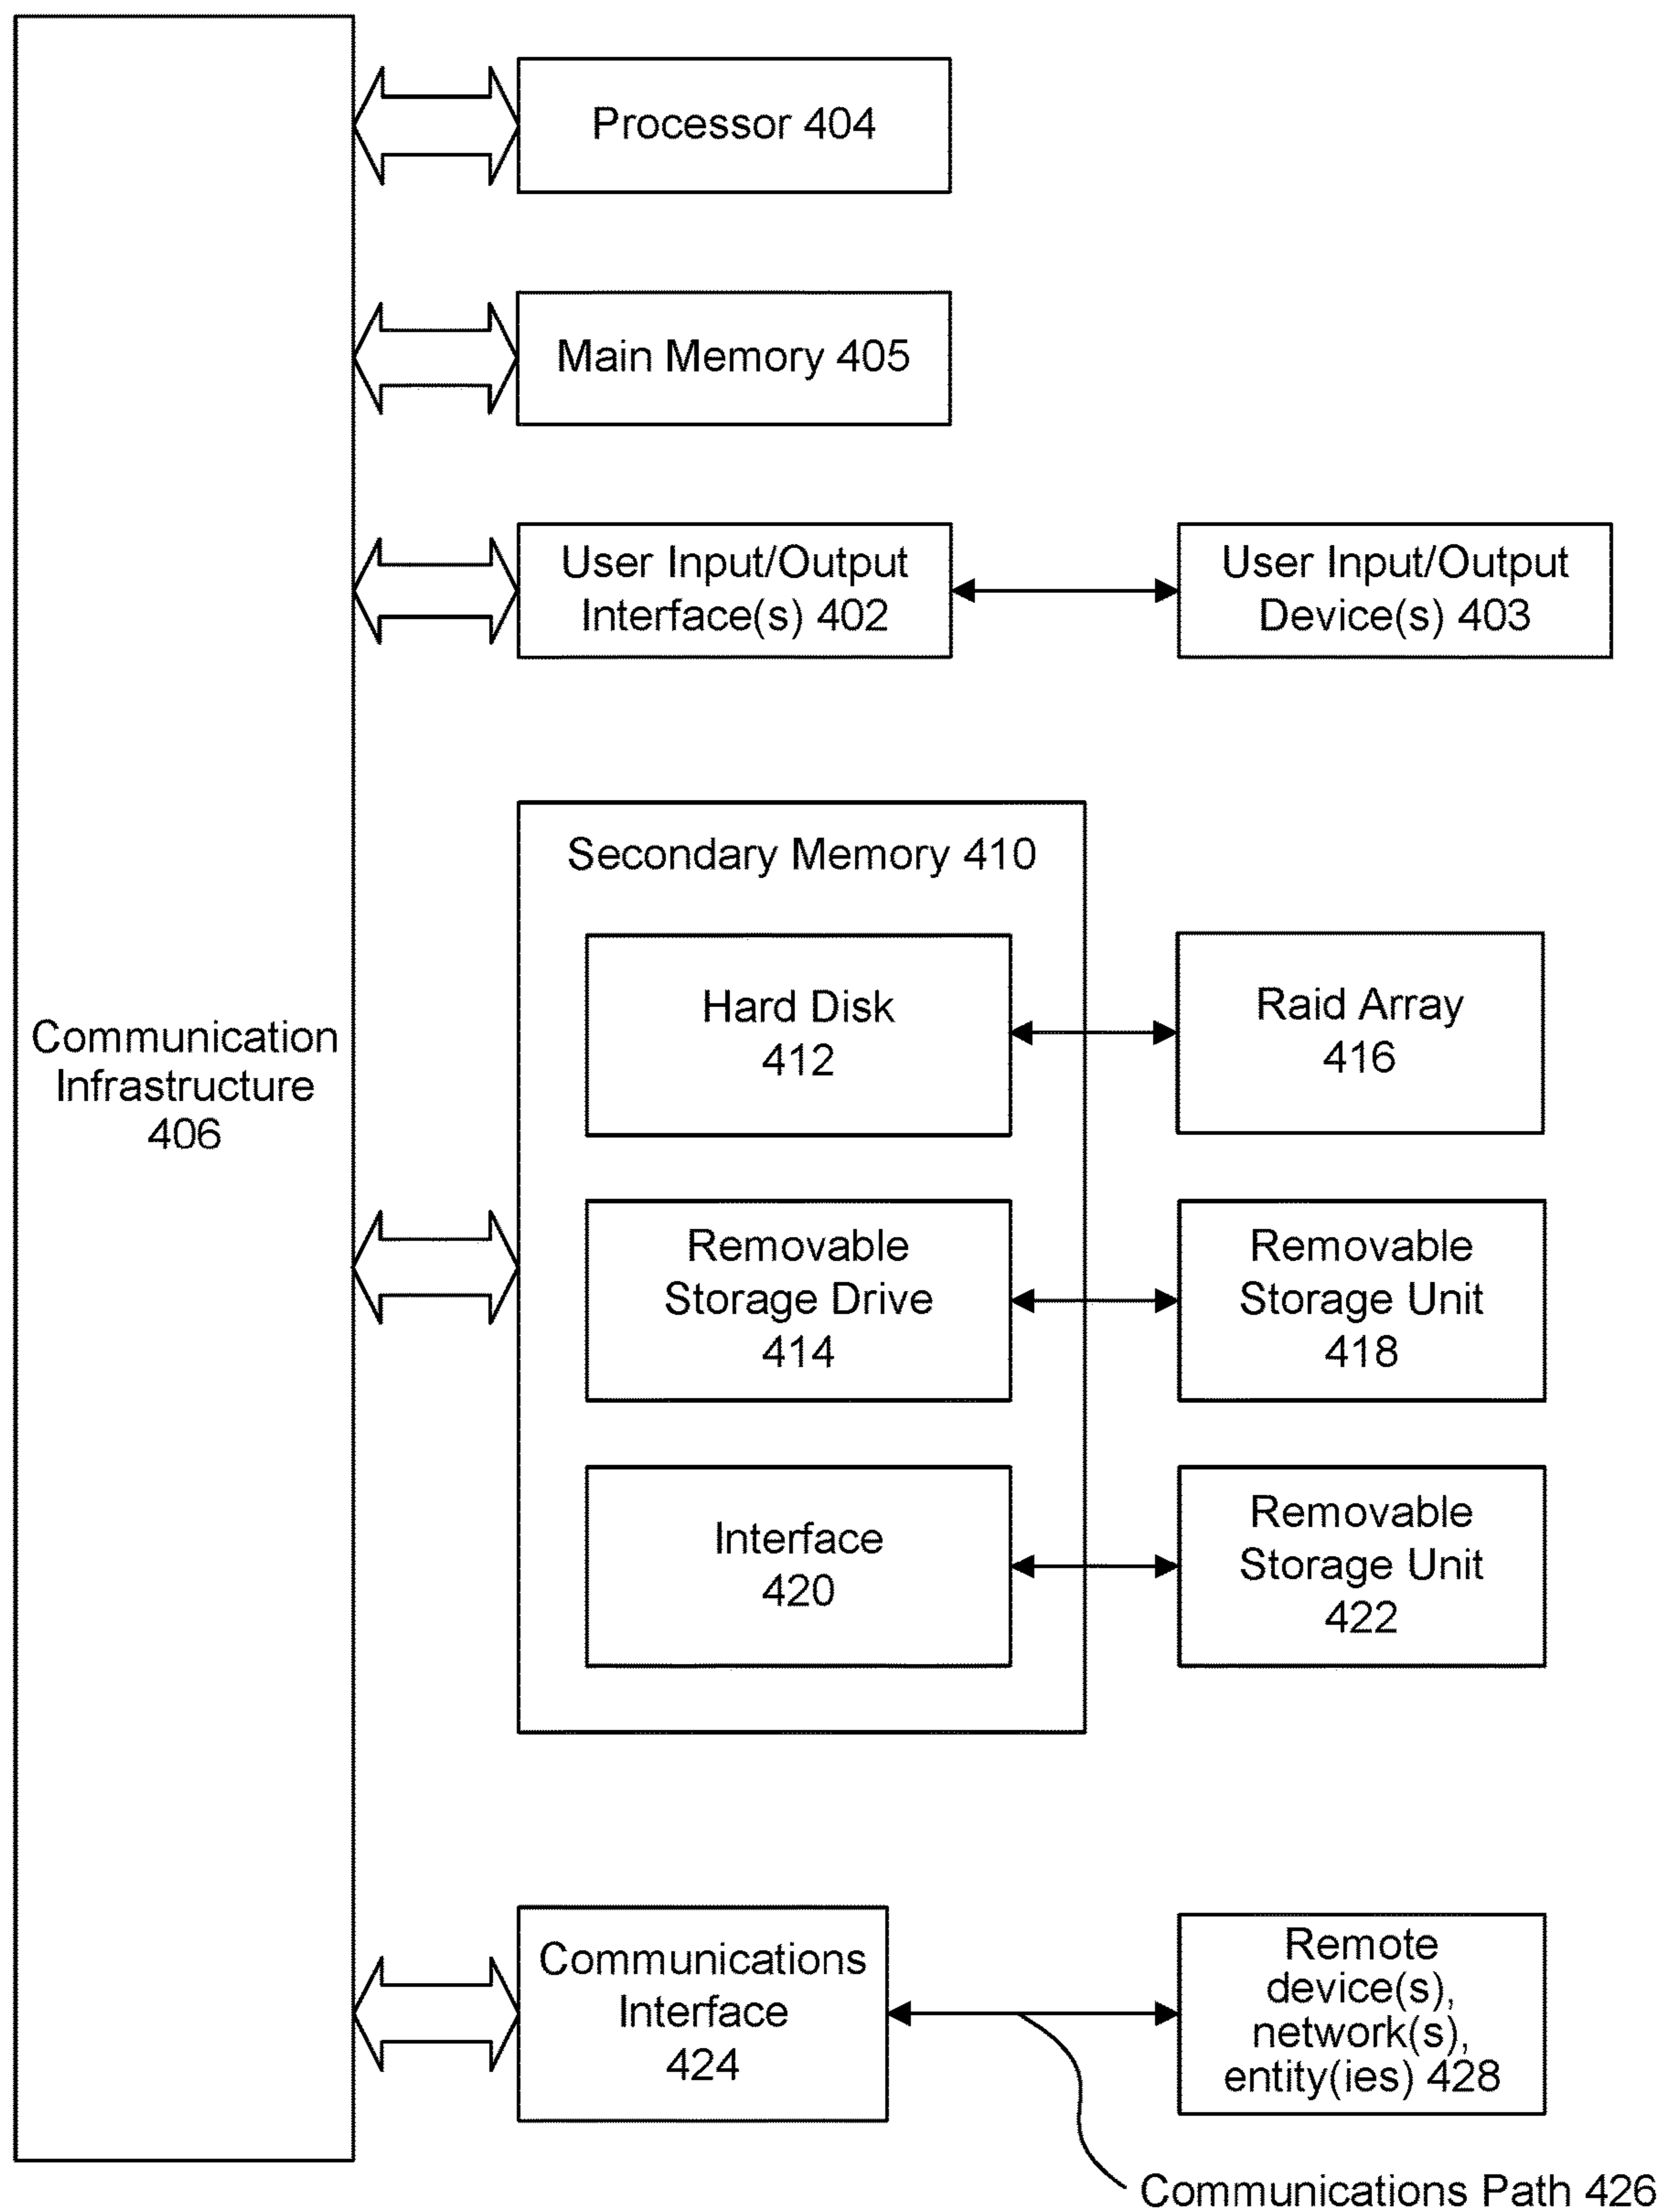 Processor 404
Main Memory 405
User Input/Output
Interface(s) 402
User Input/Output
Device(s) 403
Communication
Infrastructure
406
Secondary Memory 410
Hard Disk
412
Raid Array
416
Removable
Storage Drive
414
Removable
Storage Unit
418
Interface
420
Removable
Storage Unit
422
Communications
Interface
424
Remote
device(s),
network(s),
entity(ies) 428
Communications Path 426